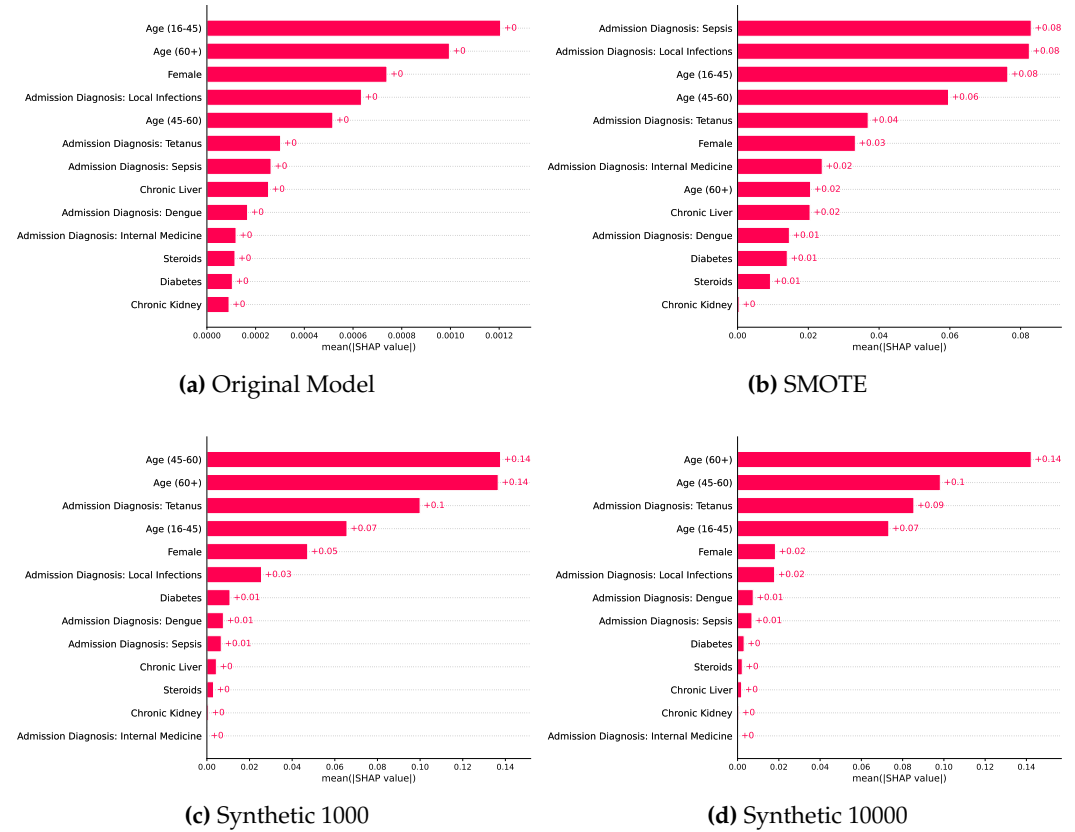 Age (16-45) +0
Age (60+) +0
Female +0
Admission Diagnosis: Local Infections +0
Age (45-60) +0
Admission Diagnosis: Tetanus +0
Admission Diagnosis: Sepsis +0
Chronic Liver +0
Admission Diagnosis: Dengue +0
Admission Diagnosis: Internal Medicine +0
Steroids +0
Diabetes +0
Chronic Kidney +0
0.0000 0.0002 0.0004 0.0006 0.0008 0.0010 0.0012
mean(|SHAP value|)
(a) Original Model
Admission Diagnosis: Sepsis +0.08
Admission Diagnosis: Local Infections +0.08
Age (16-45) +0.08
Age (45-60) +0.06
Admission Diagnosis: Tetanus +0.04
Female +0.03
Admission Diagnosis: Internal Medicine +0.02
Age (60+) +0.02
Chronic Liver +0.02
Admission Diagnosis: Dengue +0.01
Diabetes +0.01
Steroids +0.01
Chronic Kidney +0
0.00 0.02 0.04 0.06 0.08
mean(|SHAP value|)
(b) SMOTE
Age (45-60) +0.14
Age (60+) +0.14
Admission Diagnosis: Tetanus +0.1
Age (16-45) +0.07
Female +0.05
Admission Diagnosis: Local Infections +0.03
Diabetes +0.01
Admission Diagnosis: Dengue +0.01
Admission Diagnosis: Sepsis +0.01
Chronic Liver +0
Steroids +0
Chronic Kidney +0
Admission Diagnosis: Internal Medicine +0
0.00 0.02 0.04 0.06 0.08 0.10 0.12 0.14
mean(|SHAP value|)
(c) Synthetic 1000
Age (60+) +0.14
Age (45-60) +0.1
Admission Diagnosis: Tetanus +0.09
Age (16-45) +0.07
Female +0.02
Admission Diagnosis: Local Infections +0.02
Admission Diagnosis: Dengue +0.01
Admission Diagnosis: Sepsis +0.01
Diabetes +0
Steroids +0
Chronic Liver +0
Chronic Kidney +0
Admission Diagnosis: Internal Medicine +0
0.00 0.02 0.04 0.06 0.08 0.10 0.12 0.14
mean(|SHAP value|)
(d) Synthetic 10000